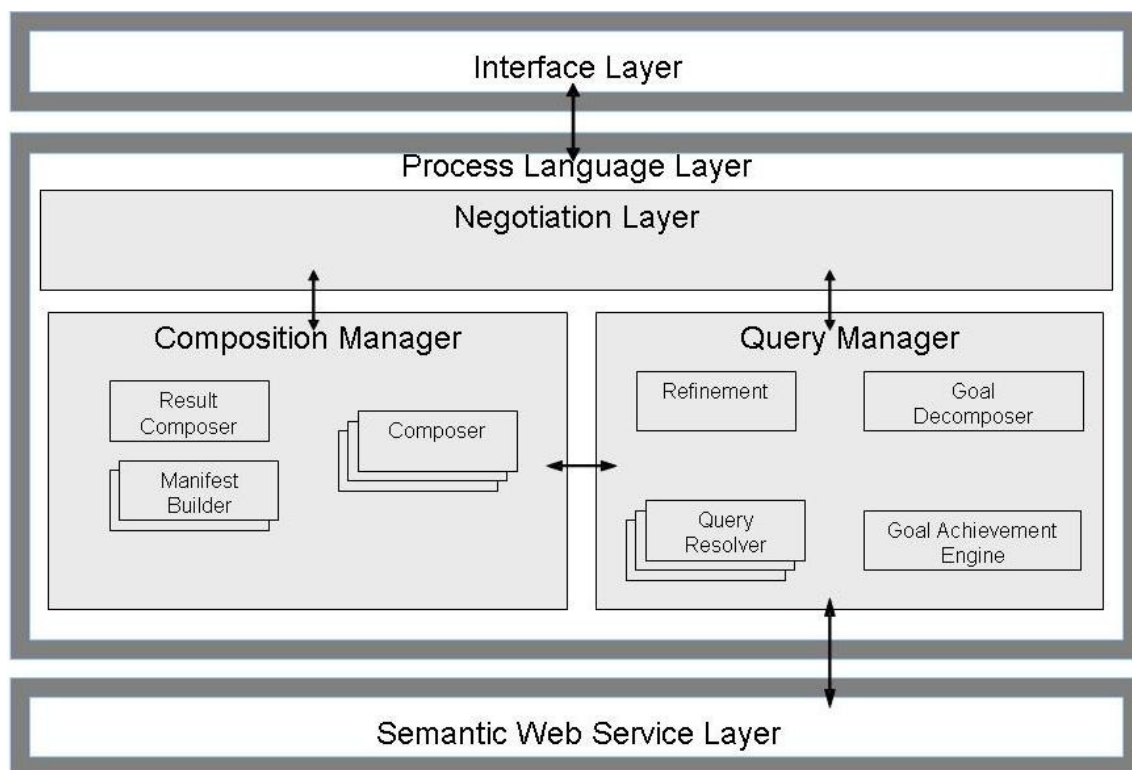 Interface Layer
Process Language Layer
Negotiation Layer
Composition Manager
Result
Composer
Composer
Manifest
Builder
Query Manager
Refinement
Goal
Decomposer
Query
Resolver
Goal Achievement
Engine
Semantic Web Service Layer